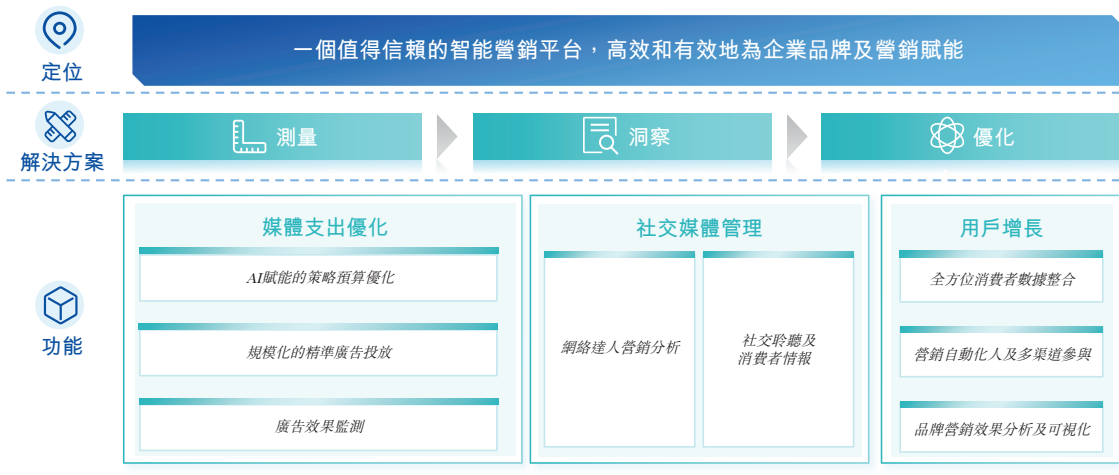 定位
一個值得信賴的智能營銷平台，高效和有效地為企業品牌及營銷賦能
解決方案
測量
洞察
優化
功能
媒體支出優化
AI賦能的策略預算優化
規模化的精準廣告投放
廣告效果監測
社交媒體管理
網絡達人營銷分析
社交聆聽及
消費者情報
用戶增長
全方位消費者數據整合
營銷自動化人及多渠道參與
品牌營銷效果分析及可視化